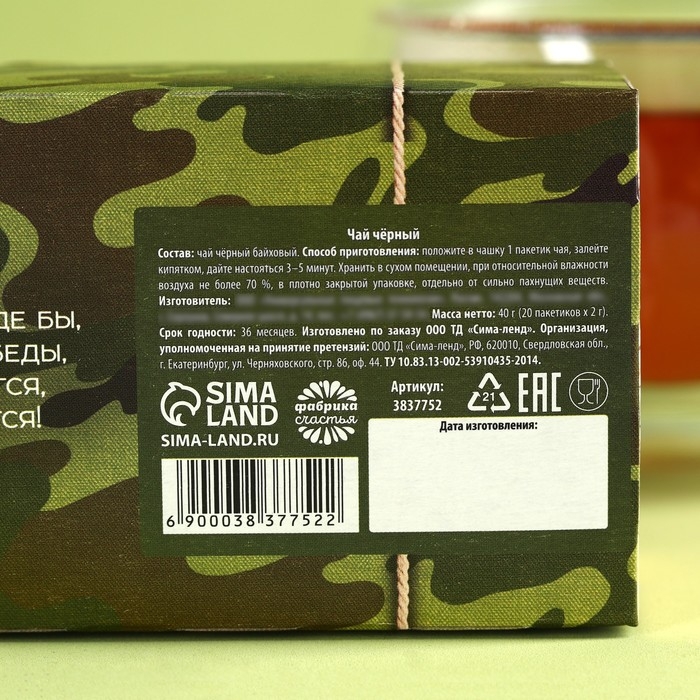 ДЕ БЫ,
БЕДЫ,
ТСЯ,
ТСЯ!
Чай чёрный
Состав: чай чёрный байховый. Способ приготовления: положите в чашку 1 пакетик чая, залейте
кипятком, дайте настояться 3–5 минут. Хранить в сухом помещении, при относительной влажности
воздуха не более 70 %, в плотно закрытой упаковке, отдельно от сильно пахнущих веществ.
Изготовитель:
Масса нетто: 40 г (20 пакетиков х 2 г).
Срок годности: 36 месяцев. Изготовлено по заказу ООО ТД «Сима-ленд». Организация,
уполномоченная на принятие претензий: ООО ТД «Сима-ленд», РФ, 620010, Свердловская обл.,
г. Екатеринбург, ул. Черняховского, стр. 86, оф. 44. ТУ 10.83.13-002-53910435-2014.
SIMA
LAND
SIMA-LAND.RU
фабрика
счастья
Артикул:
3837752
21
EAC
Дата изготовления:
6 900038 377522